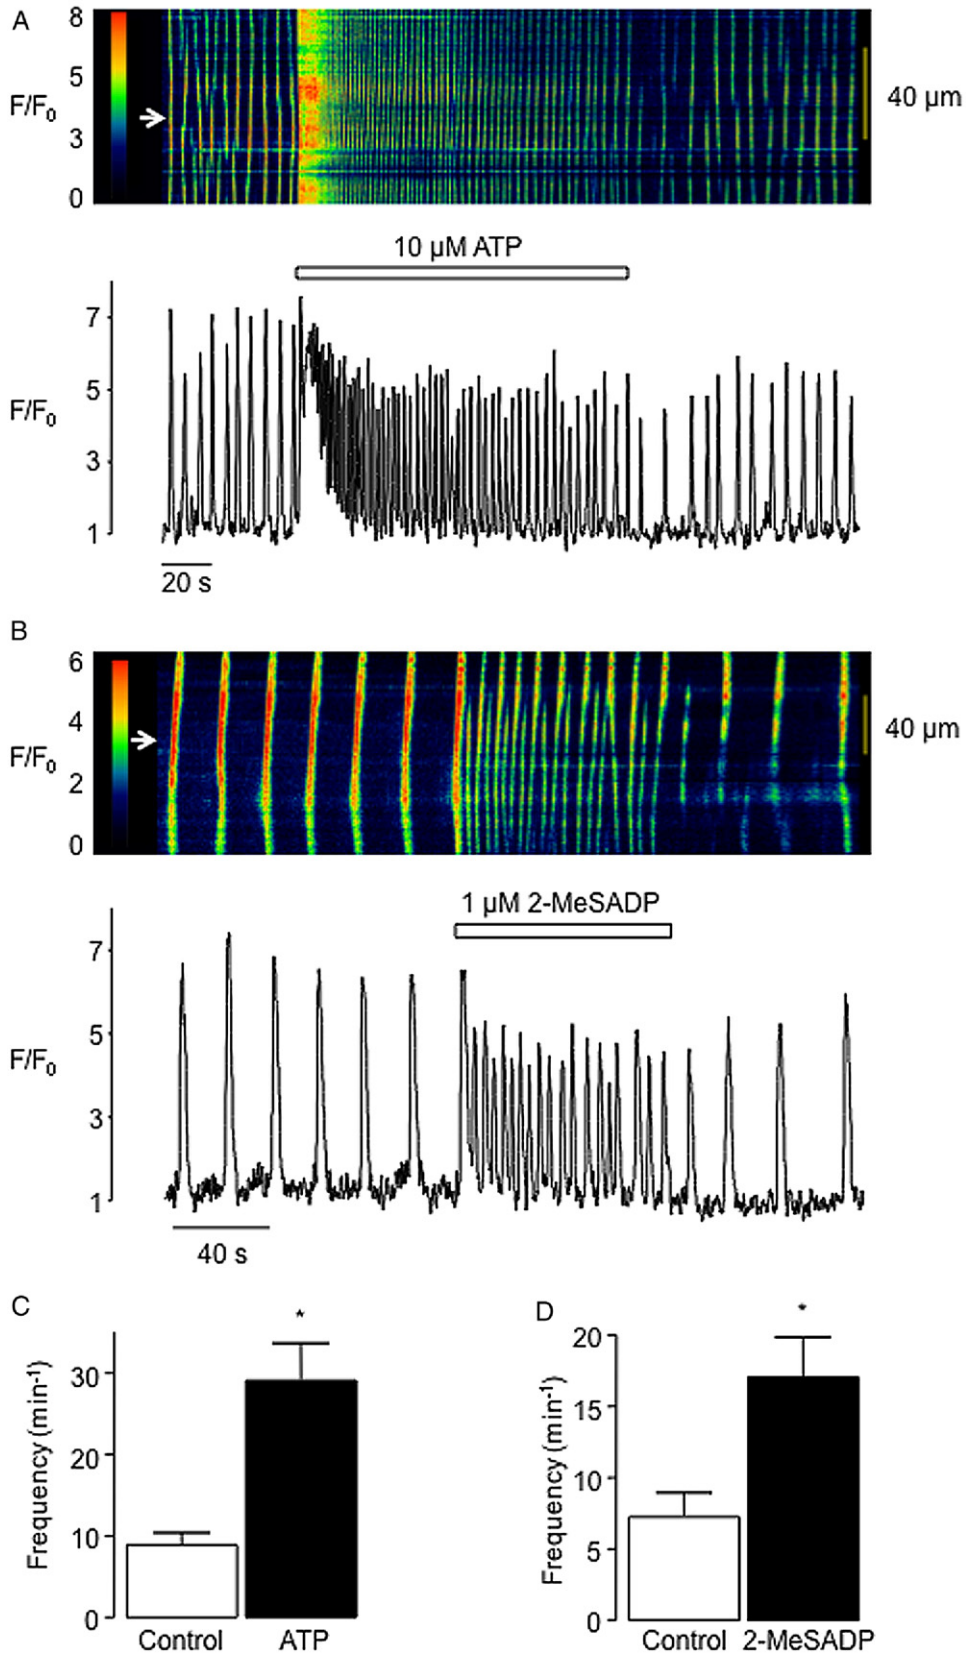 A
8
5
F/F0
3
0
40 µm
10 µM ATP
7
5
F/F0
3
1
20 s
B
6
4
F/F0
2
0
40 µm
1 µM 2-MeSADP
7
5
F/F0
3
1
40 s
C
*
30
20
10
0
Frequency (min-1)
Control ATP
D
*
20
15
10
5
0
Frequency (min-1)
Control 2-MeSADP